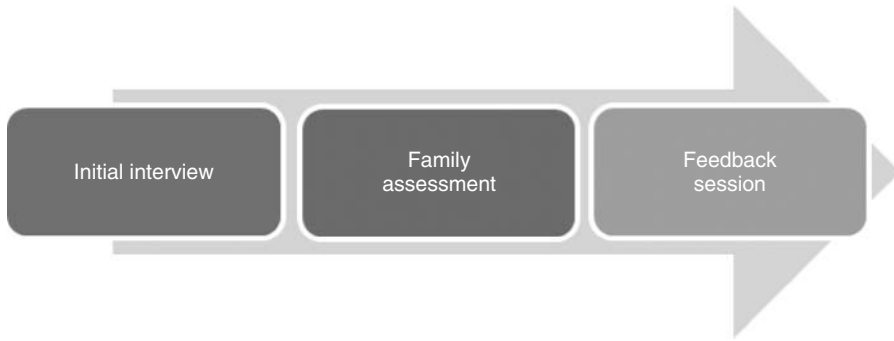 Initial interview
Family
assessment
Feedback
session